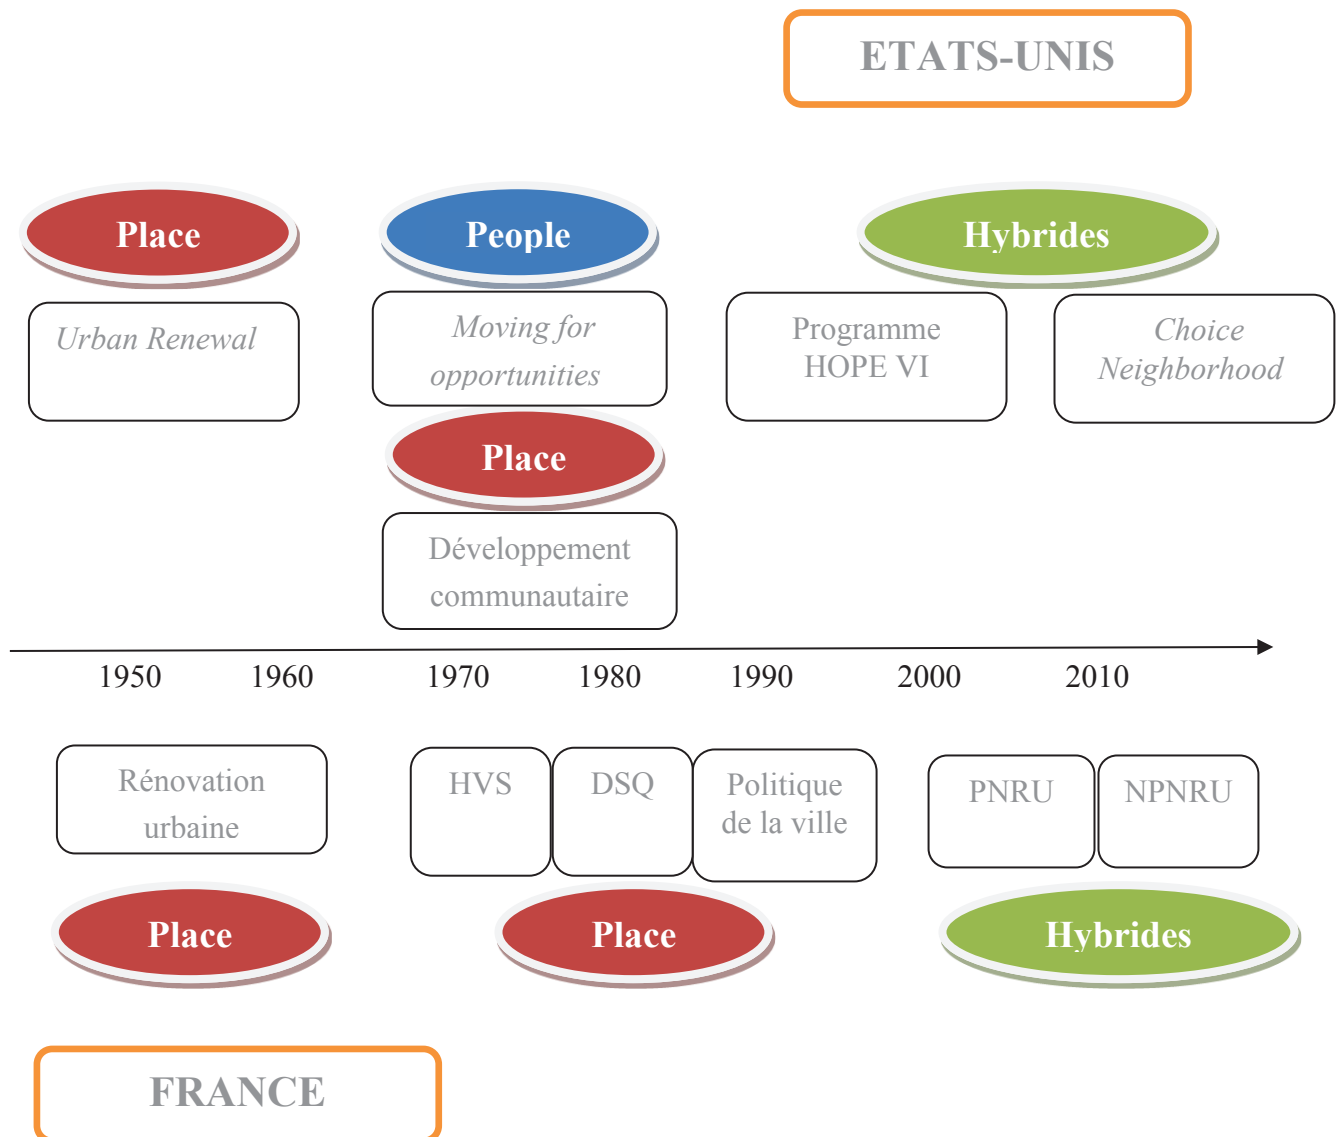 ETATS-UNIS
Place
People
Hybrides
Urban Renewal
Moving for
opportunities
Programme
HOPE VI
Choice
Neighborhood
Place
Développement
communautaire
1950 1960 1970 1980 1990 2000 2010
Rénovation
urbaine
HVS
DSQ
Politique
de la ville
PNRU
NPNRU
Place
Place
Hybrides
FRANCE